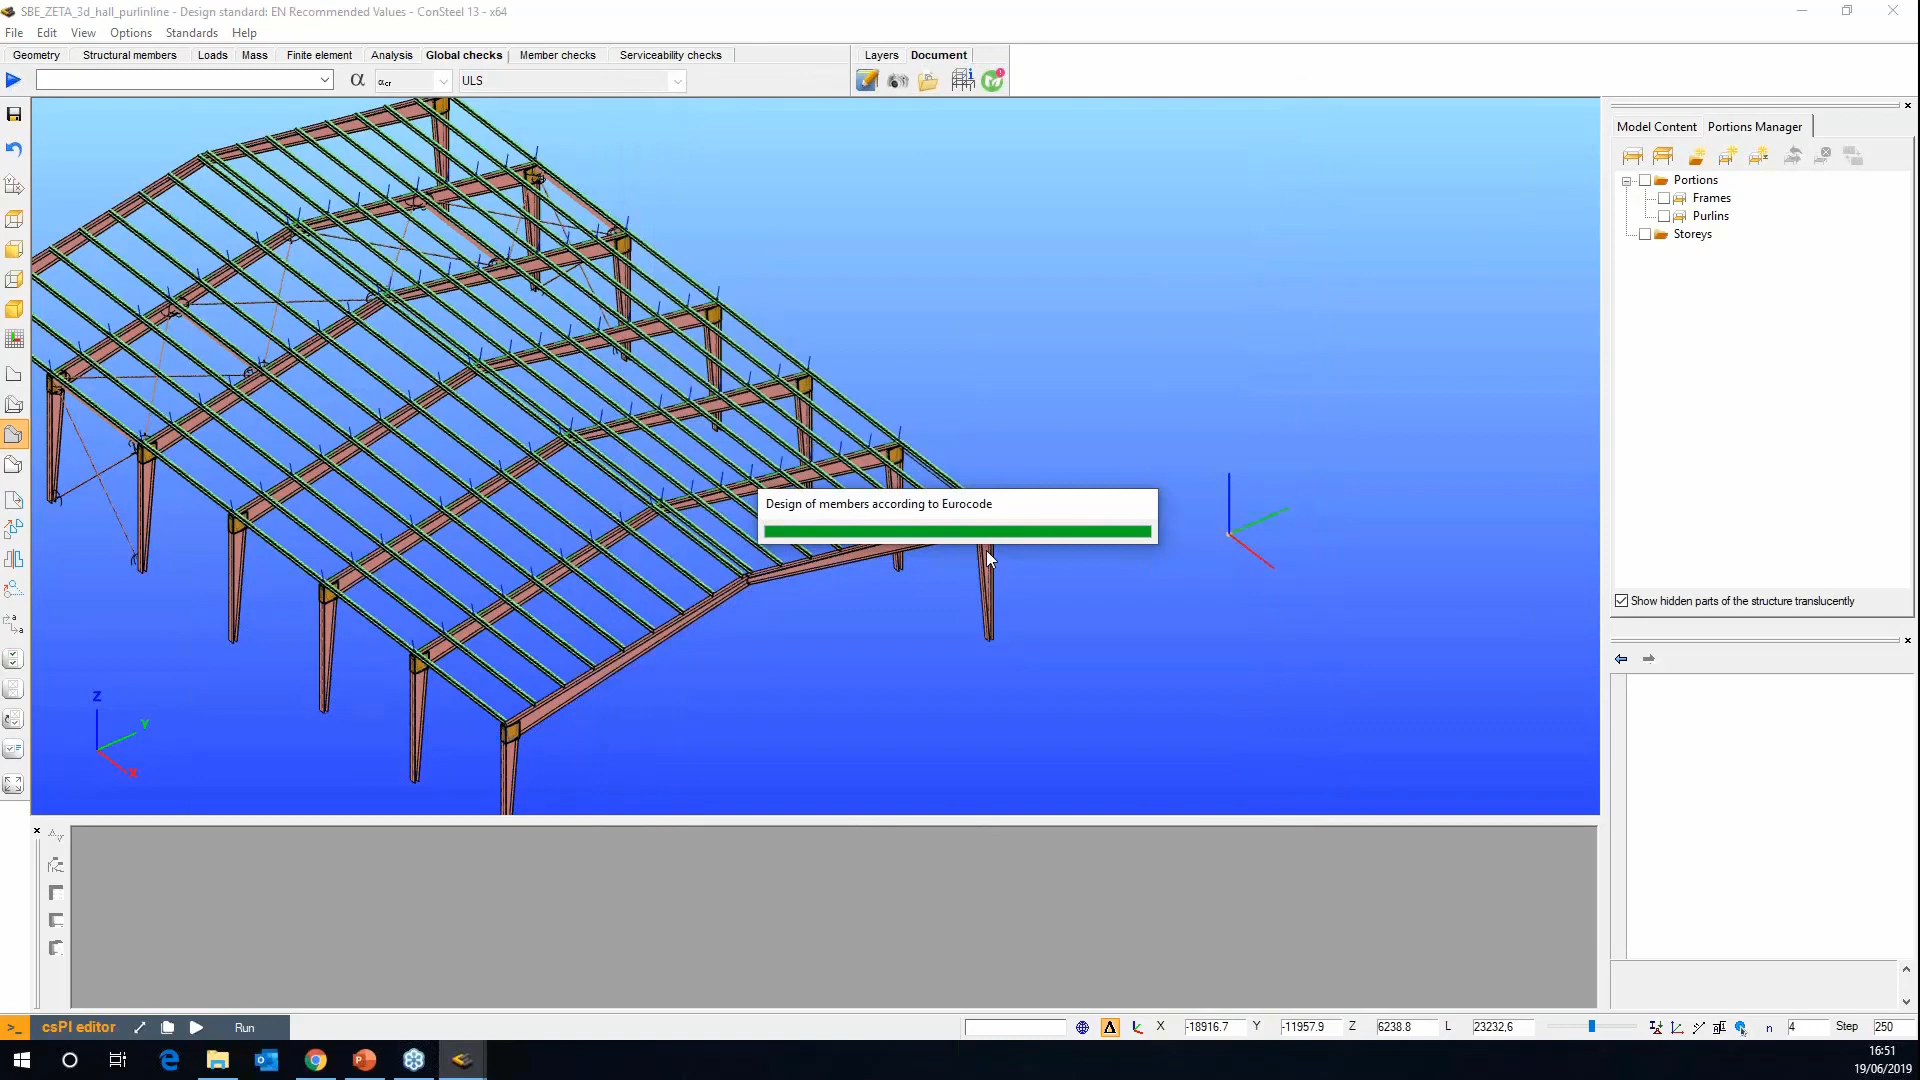 SBE_ZETA_3d_hall_purlinline - Design standard: EN Recommended Values - ConSteel 13 - x64
File Edit View Options Standards Help
Geometry Structural members Loads Mass Finite element Analysis Global checks Member checks Serviceability checks Layers Document
α αcr ULS
Model Content Portions Manager
Portions
Frames
Purlins
Storeys
Design of members according to Eurocode
Show hidden parts of the structure translucently
Z
Y
X
>_ csPI editor Run
X -18916.7 Y -11957.9 Z 6238.8 L 23232,6 n 4 Step 250
16:51
19/06/2019